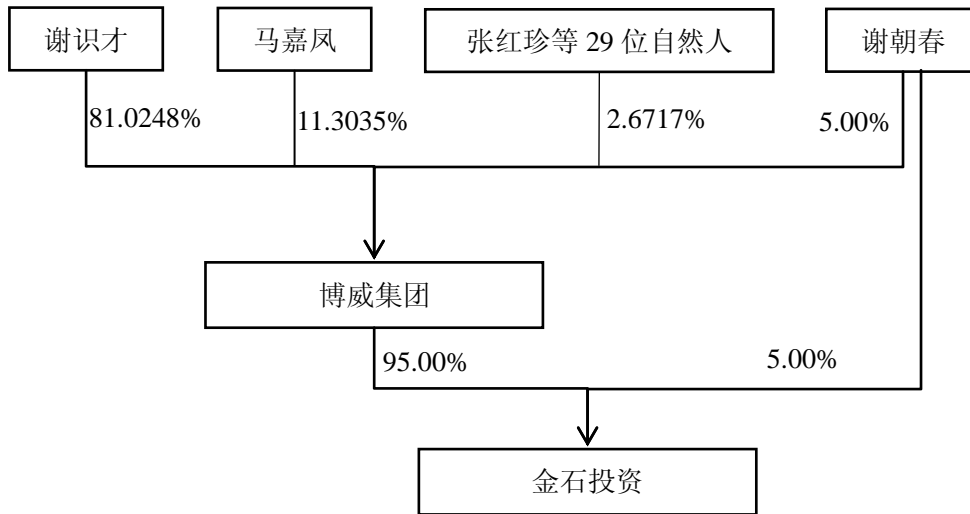 谢识才
马嘉凤
张红珍等 29 位自然人
谢朝春
81.0248%
11.3035%
2.6717%
5.00%
博威集团
95.00%
5.00%
金石投资